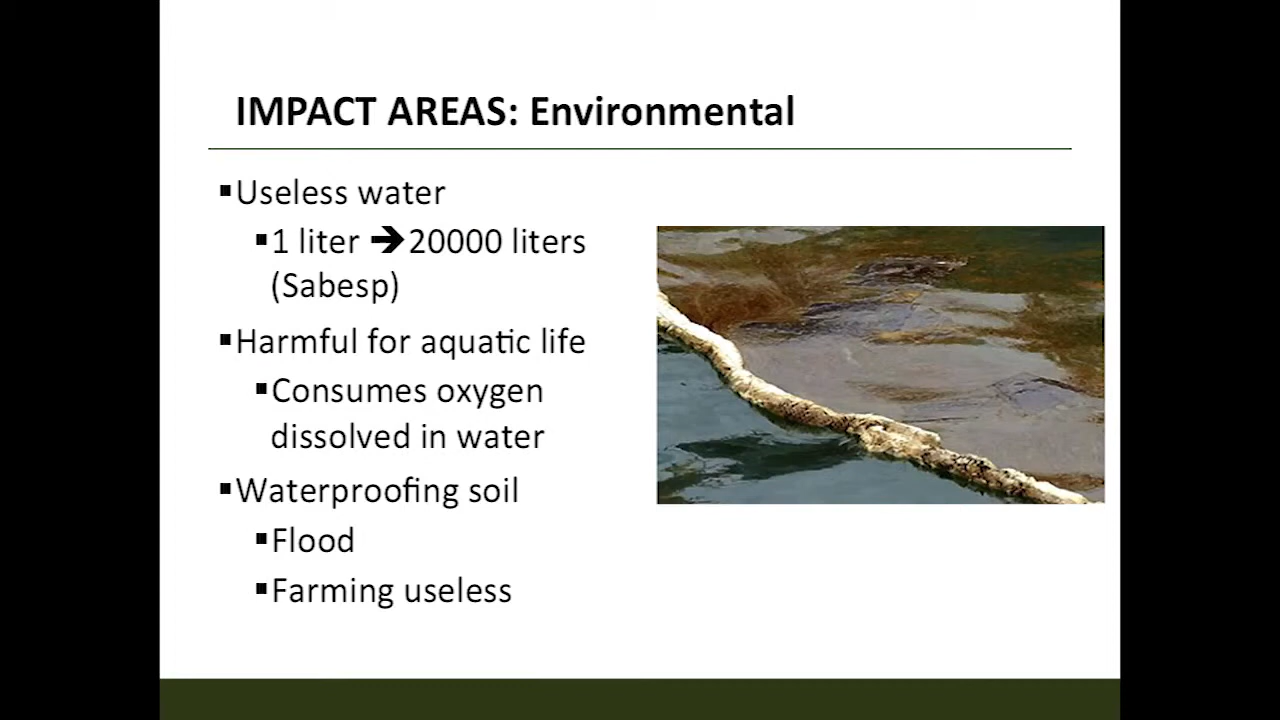 IMPACT AREAS: Environmental
▪Useless water
▪1 liter ➔20000 liters
(Sabesp)
▪Harmful for aquatic life
▪Consumes oxygen
dissolved in water
▪Waterproofing soil
▪Flood
▪Farming useless